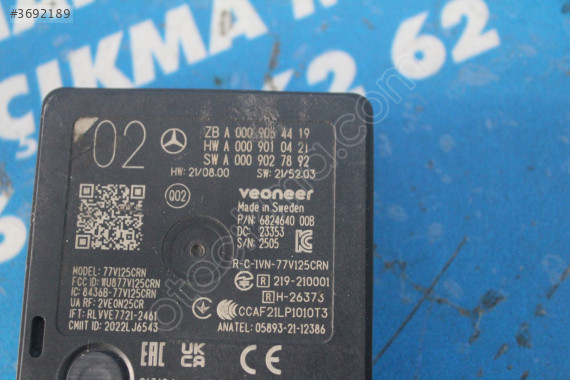 #3692189
ÇIKMA
62
62
02
ZB A 000 905 44 19
HW A 000 901 04 21
SW A 000 902 78 92
HW: 21/08.00 SW: 21/52.03
002
veoneer
Made in Sweden
P/N: 6824640 00B
DC: 23353
S/N: 2505
R-C-1VN-77V125CRN
R 219-210001
R H-26373
CCAF21LP1010T3
ANATEL: 05893-21-12386
MODEL: 77V125CRN
FCC ID: WU877V125CRN
IC: 8436B-77V125CRN
UA RF: 2VEON25CR
IFT: RLVVE7721-2461
CMIIT ID: 2022LJ6543
EAC
UK
CA
CE